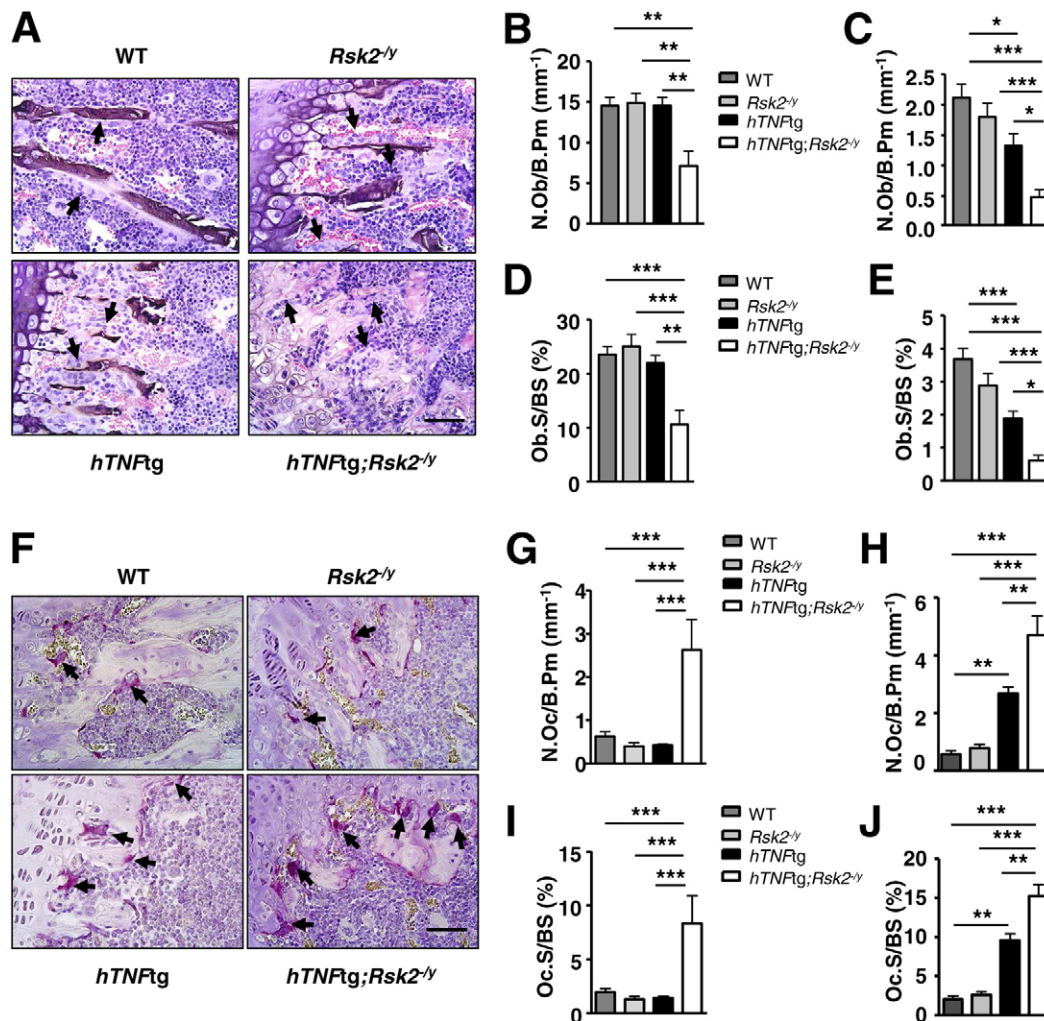 A
WT
Rsk2-/y
hTNFtg
hTNFtg;Rsk2-/y
B
**
**
**
N.Ob/B.Pm (mm-1)
20
15
10
5
0
WT
Rsk2-/y
hTNFtg
hTNFtg;Rsk2-/y
C
*
***
***
*
N.Ob/B.Pm (mm-1)
2.5
2.0
1.5
1.0
0.5
0.0
D
***
***
**
Ob.S/BS (%)
30
20
10
0
WT
Rsk2-/y
hTNFtg
hTNFtg;Rsk2-/y
E
***
***
***
*
Ob.S/BS (%)
5
4
3
2
1
0
F
WT
Rsk2-/y
hTNFtg
hTNFtg;Rsk2-/y
G
***
***
***
N.Oc/B.Pm (mm-1)
4
3
2
1
0
WT
Rsk2-/y
hTNFtg
hTNFtg;Rsk2-/y
H
***
***
**
**
N.Oc/B.Pm (mm-1)
6
4
2
0
I
***
***
***
Oc.S/BS (%)
15
10
5
0
WT
Rsk2-/y
hTNFtg
hTNFtg;Rsk2-/y
J
***
***
**
**
Oc.S/BS (%)
20
15
10
5
0